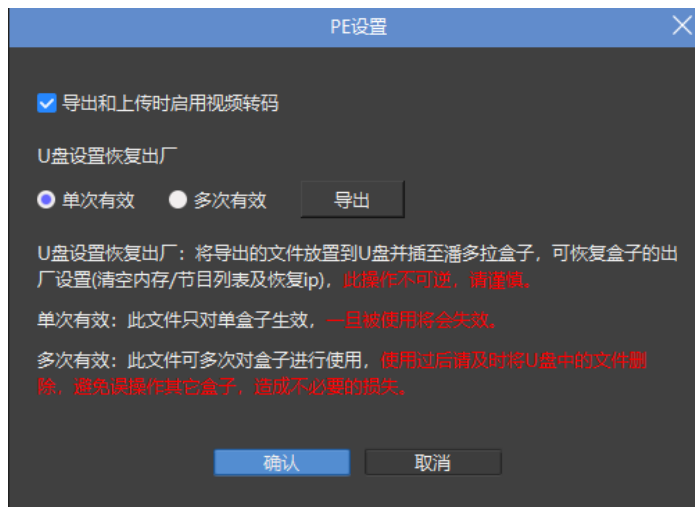 PE设置
导出和上传时启用视频转码
U盘设置恢复出厂
单次有效 多次有效 导出
U盘设置恢复出厂：将导出的文件放置到U盘并插至潘多拉盒子，可恢复盒子的出
厂设置(清空内存/节目列表及恢复ip)，此操作不可逆，请谨慎。
单次有效：此文件只对单盒子生效，一旦被使用将会失效。
多次有效：此文件可多次对盒子进行使用，使用过后请及时将U盘中的文件删
除，避免误操作其它盒子，造成不必要的损失。
确认 取消